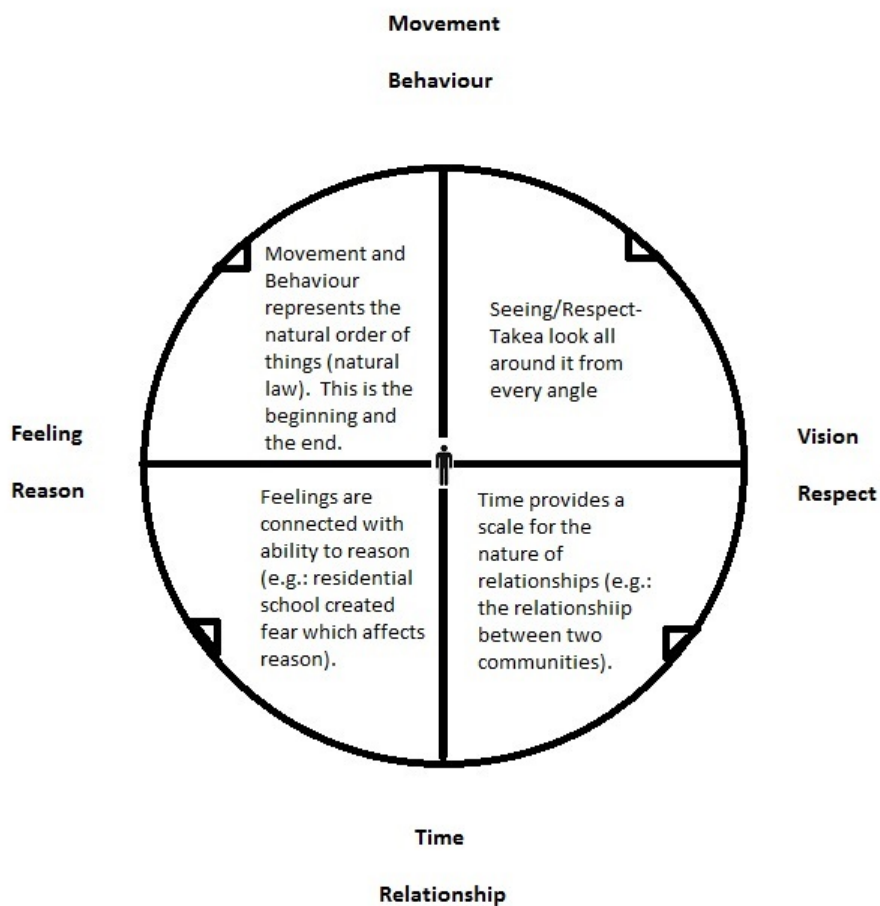 Movement
Behaviour
Movement and
Behaviour
represents the
natural order of
things (natural
law).  This is the
beginning and
the end.
Seeing/Respect-
Takea look all
around it from
every angle
Feeling
Reason
Vision
Respect
Feelings are
connected with
ability to reason
(e.g.: residential
school created
fear which affects
reason).
Time provides a
scale for the
nature of
relationships (e.g.:
the relationshiip
between two
communities).
Time
Relationship